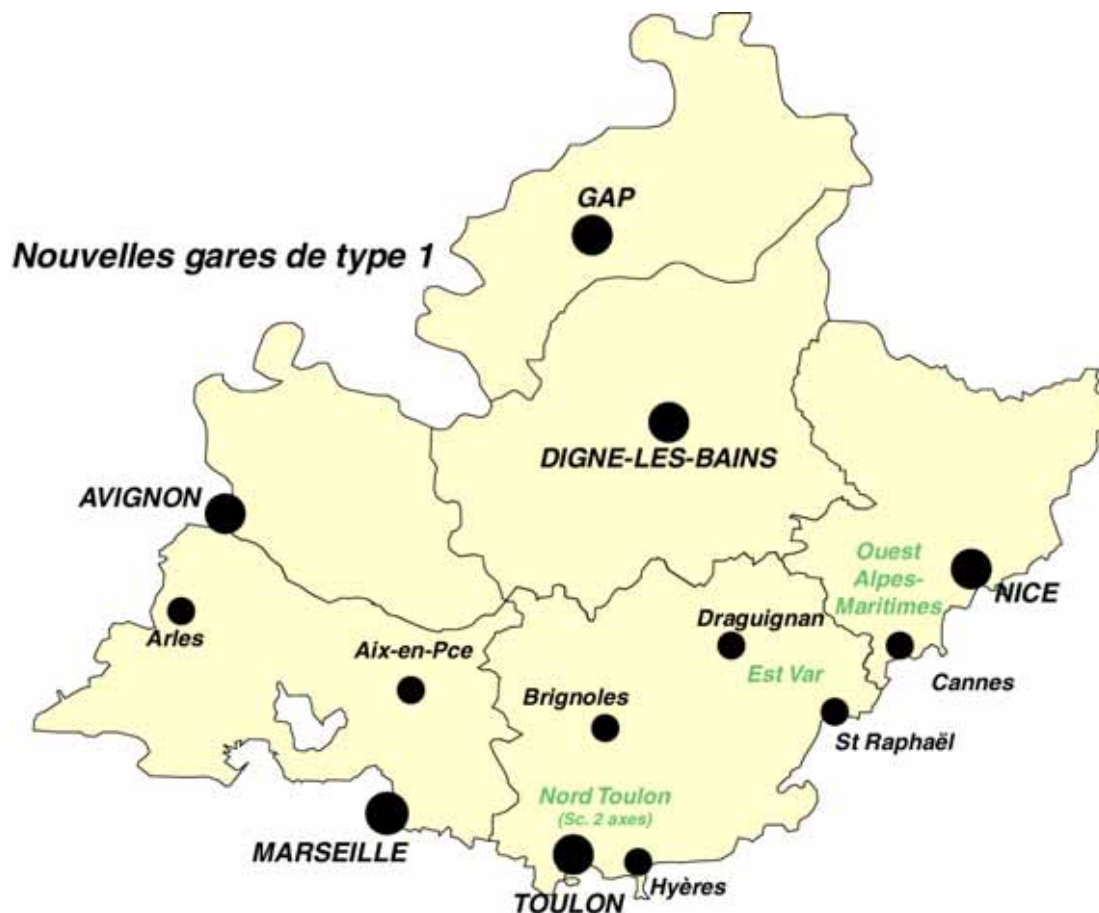 GAP
Nouvelles gares de type 1
DIGNE-LES-BAINS
AVIGNON
Ouest
Alpes-
Maritimes
NICE
Arles
Draguignan
Aix-en-Pce
Est Var
Cannes
Brignoles
St Raphaël
Nord Toulon
(Sc. 2 axes)
MARSEILLE
Hyères
TOULON